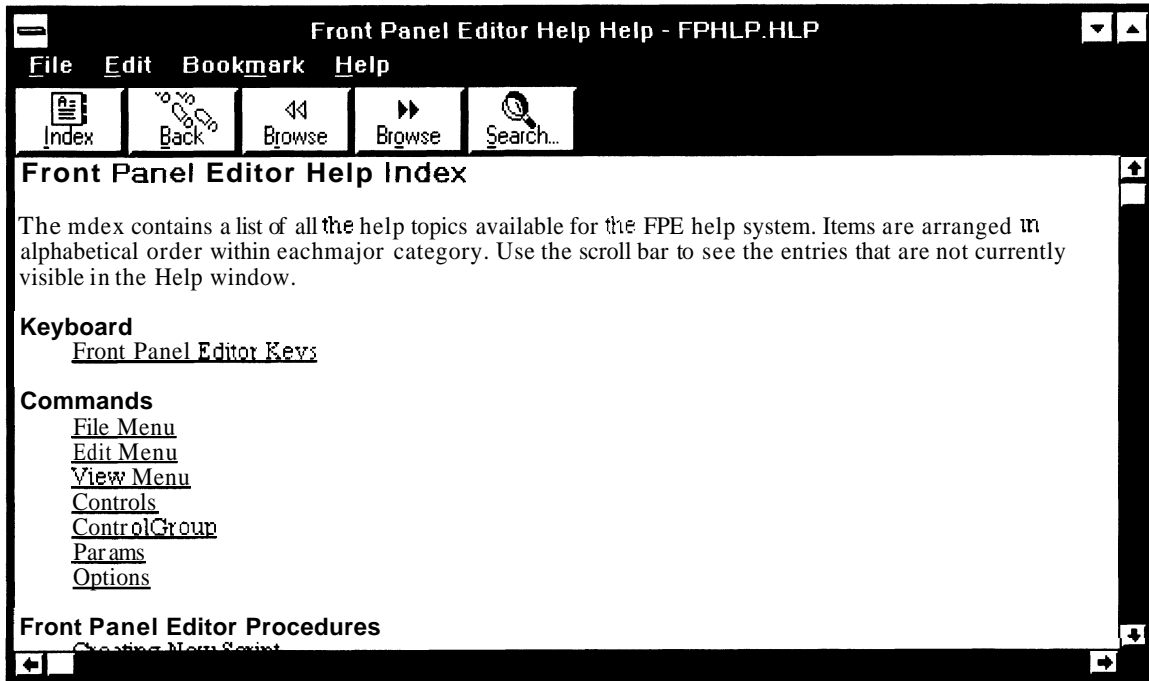 Front Panel Editor Help Help - FPHLP.HLP
File Edit Bookmark Help
Index Back Browse Browse Search...
Front Panel Editor Help Index
The mdex contains a list of all the help topics available for the FPE help system. Items are arranged in
alphabetical order within eachmajor category. Use the scroll bar to see the entries that are not currently
visible in the Help window.
Keyboard
Front Panel Editor Keys
Commands
File Menu
Edit Menu
View Menu
Controls
ControlGroup
Params
Options
Front Panel Editor Procedures
Creating New Script